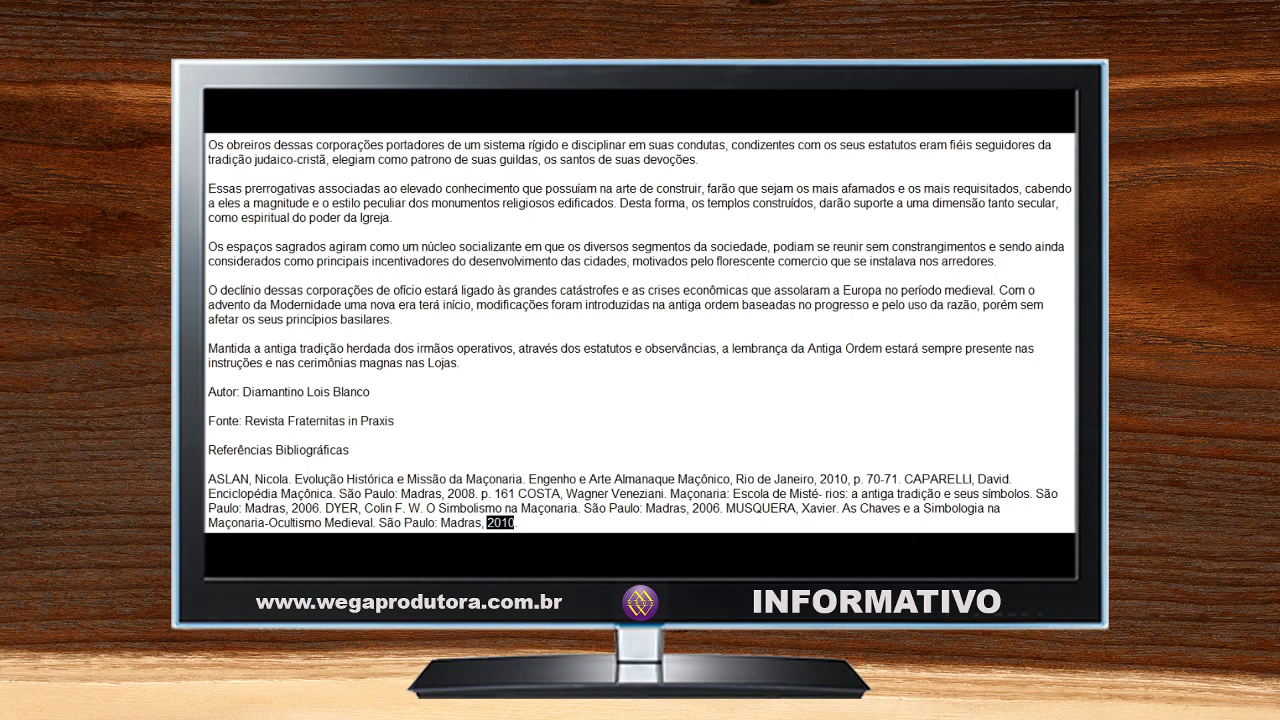 Os obreiros dessas corporações portadores de um sistema rígido e disciplinar em suas condutas, condizentes com os seus estatutos eram fiéis seguidores da
tradição judaico-cristã, elegiam como patrono de suas guildas, os santos de suas devoções.
Essas prerrogativas associadas ao elevado conhecimento que possuíam na arte de construir, farão que sejam os mais afamados e os mais requisitados, cabendo
a eles a magnitude e o estilo peculiar dos monumentos religiosos edificados. Desta forma, os templos construídos, darão suporte a uma dimensão tanto secular,
como espiritual do poder da Igreja.
Os espaços sagrados agiram como um núcleo socializante em que os diversos segmentos da sociedade, podiam se reunir sem constrangimentos e sendo ainda
considerados como principais incentivadores do desenvolvimento das cidades, motivados pelo florescente comercio que se instalava nos arredores.
O declínio dessas corporações de ofício estará ligado às grandes catástrofes e as crises econômicas que assolaram a Europa no período medieval. Com o
advento da Modernidade uma nova era terá início, modificações foram introduzidas na antiga ordem baseadas no progresso e pelo uso da razão, porém sem
afetar os seus princípios basilares.
Mantida a antiga tradição herdada dos irmãos operativos, através dos estatutos e observâncias, a lembrança da Antiga Ordem estará sempre presente nas
instruções e nas cerimônias magnas nas Lojas.
Autor: Diamantino Lois Blanco
Fonte: Revista Fraternitas in Praxis
Referências Bibliográficas
ASLAN, Nicola. Evolução Histórica e Missão da Maçonaria. Engenho e Arte Almanaque Maçônico, Rio de Janeiro, 2010, p. 70-71. CAPARELLI, David.
Enciclopédia Maçônica. São Paulo: Madras, 2008. p. 161 COSTA, Wagner Veneziani. Maçonaria: Escola de Misté- rios: a antiga tradição e seus símbolos. São
Paulo: Madras, 2006. DYER, Colin F. W. O Simbolismo na Maçonaria. São Paulo: Madras, 2006. MUSQUERA, Xavier. As Chaves e a Simbologia na
Maçonaria-Ocultismo Medieval. São Paulo: Madras, 2010.
www.wegaprodutora.com.br
INFORMATIVO